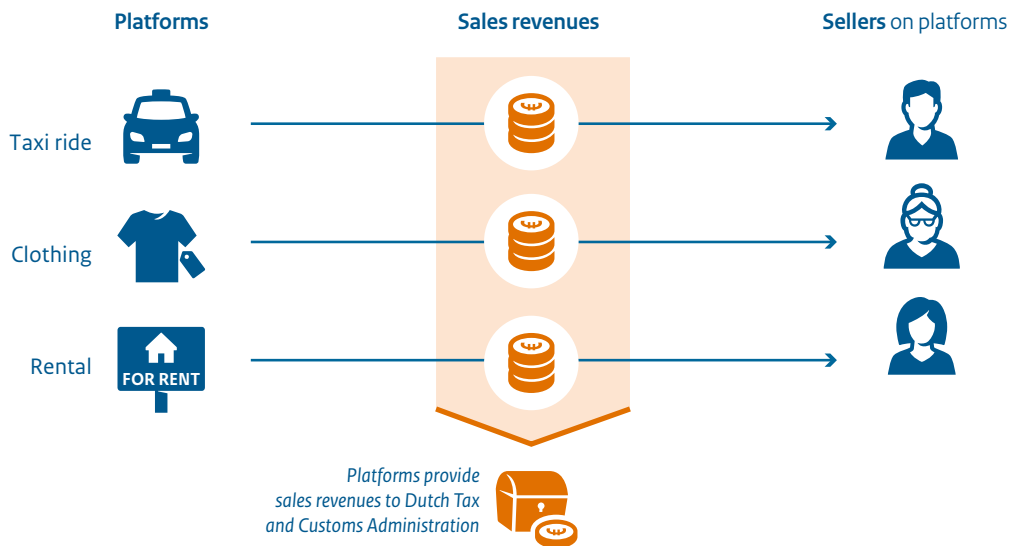 Platforms
Sales revenues
Sellers on platforms
Taxi ride
Clothing
Rental
FOR RENT
Platforms provide
sales revenues to Dutch Tax
and Customs Administration